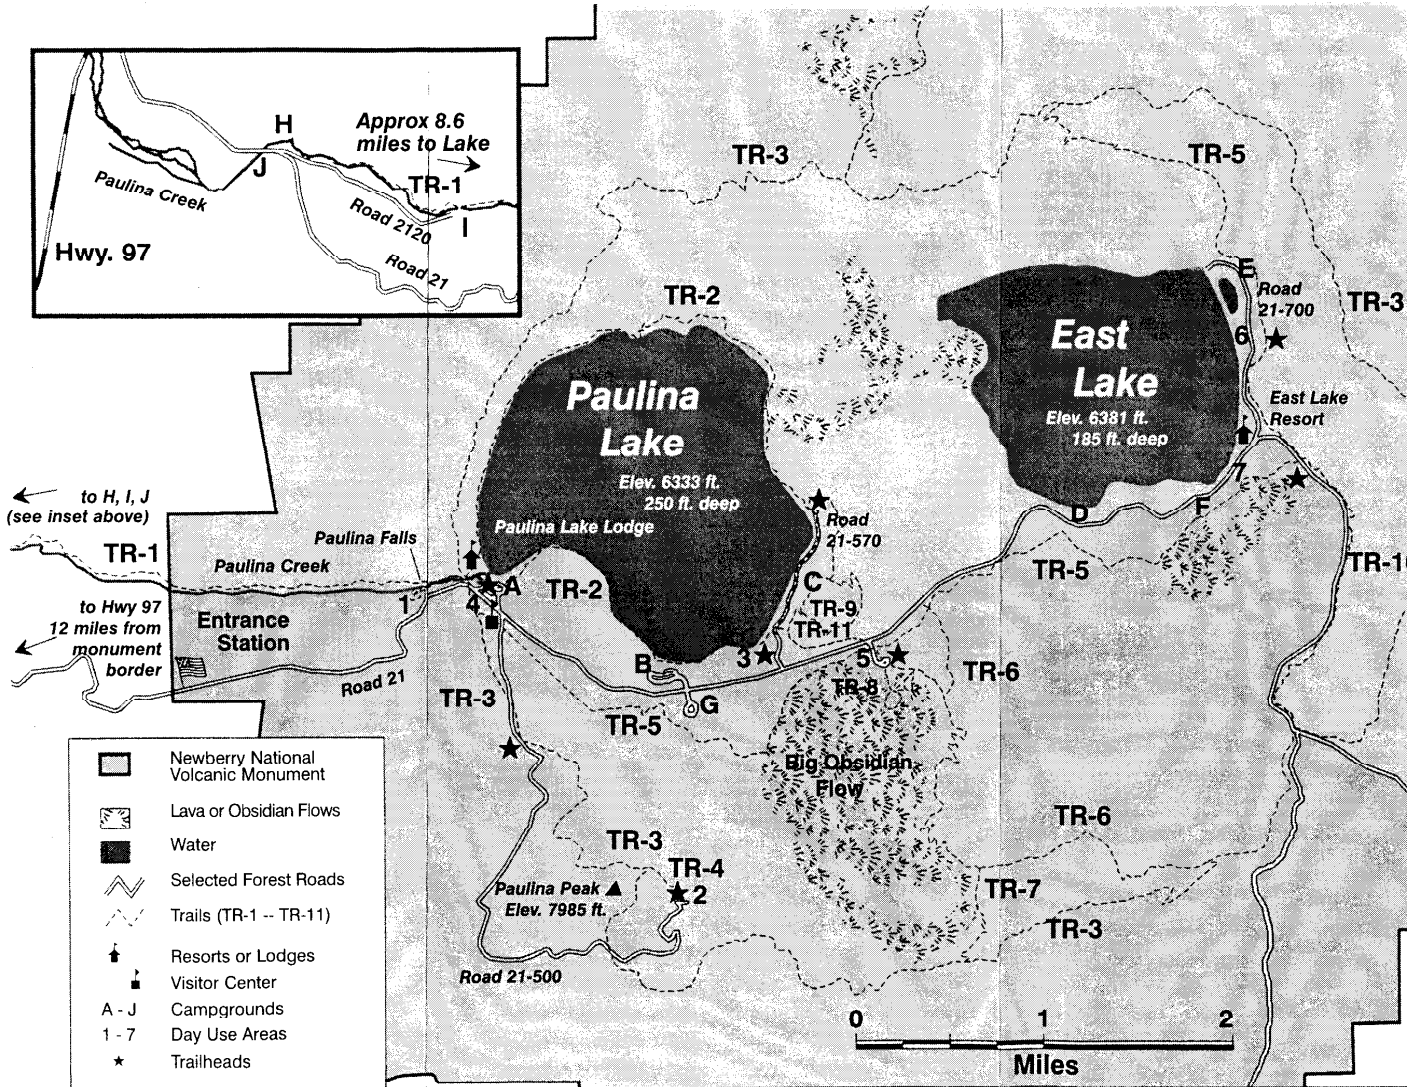 H
Approx 8.6
miles to Lake
J
TR-1
Paulina Creek
Road 2120
I
Hwy. 97
Road 21
TR-3
TR-5
TR-2
E
Road
21-700
TR-3
6
East
Lake
Elev. 6381 ft.
185 ft. deep
East Lake
Resort
Paulina
Lake
Elev. 6333 ft.
250 ft. deep
7
to H, I, J
(see inset above)
Paulina Lake Lodge
D
F
Road
21-570
Paulina Falls
TR-1
Paulina Creek
A
TR-2
C
TR-5
1
4
TR-9
TR-11
to Hwy 97
12 miles from
monument
border
Entrance
Station
B
3
5
TR-6
Road 21
TR-3
TR-8
G
TR-5
Big Obsidian
Flow
TR-6
TR-3
TR-4
Paulina Peak
Elev. 7985 ft.
2
TR-7
TR-3
Road 21-500
Newberry National
Volcanic Monument
Lava or Obsidian Flows
Water
Selected Forest Roads
Trails (TR-1 -- TR-11)
Resorts or Lodges
Visitor Center
A - J Campgrounds
1 - 7 Day Use Areas
Trailheads
0 1 2
Miles